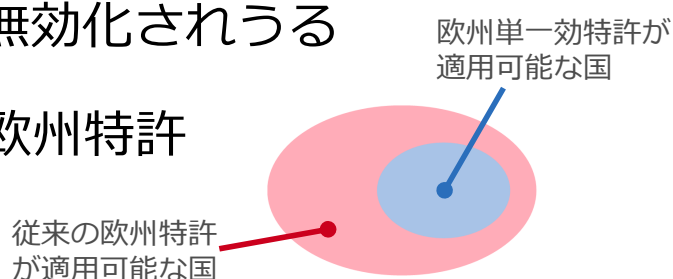 無効化されうる
欧州単一効特許が
適用可能な国
欧州特許
従来の欧州特許
が適用可能な国